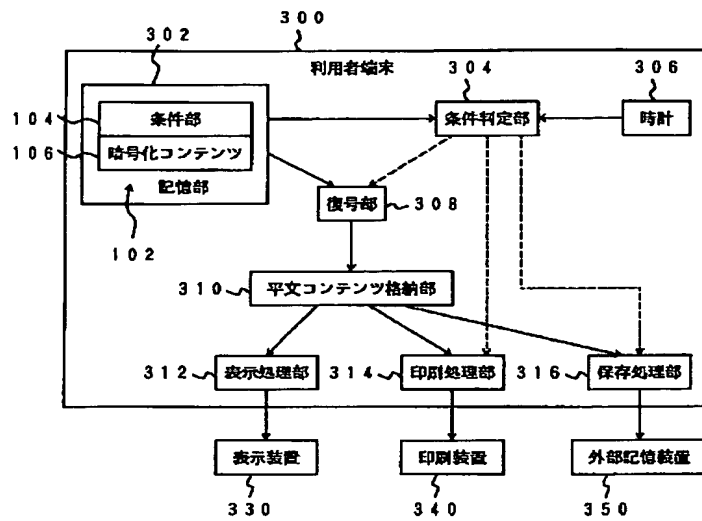 300
302
利用者端末
304
306
104
条件部
条件判定部
時計
106
暗号化コンテンツ
記憶部
復号部
308
102
310
平文コンテンツ格納部
312
表示処理部
314
印刷処理部
316
保存処理部
表示装置
印刷装置
外部記憶装置
330
340
350